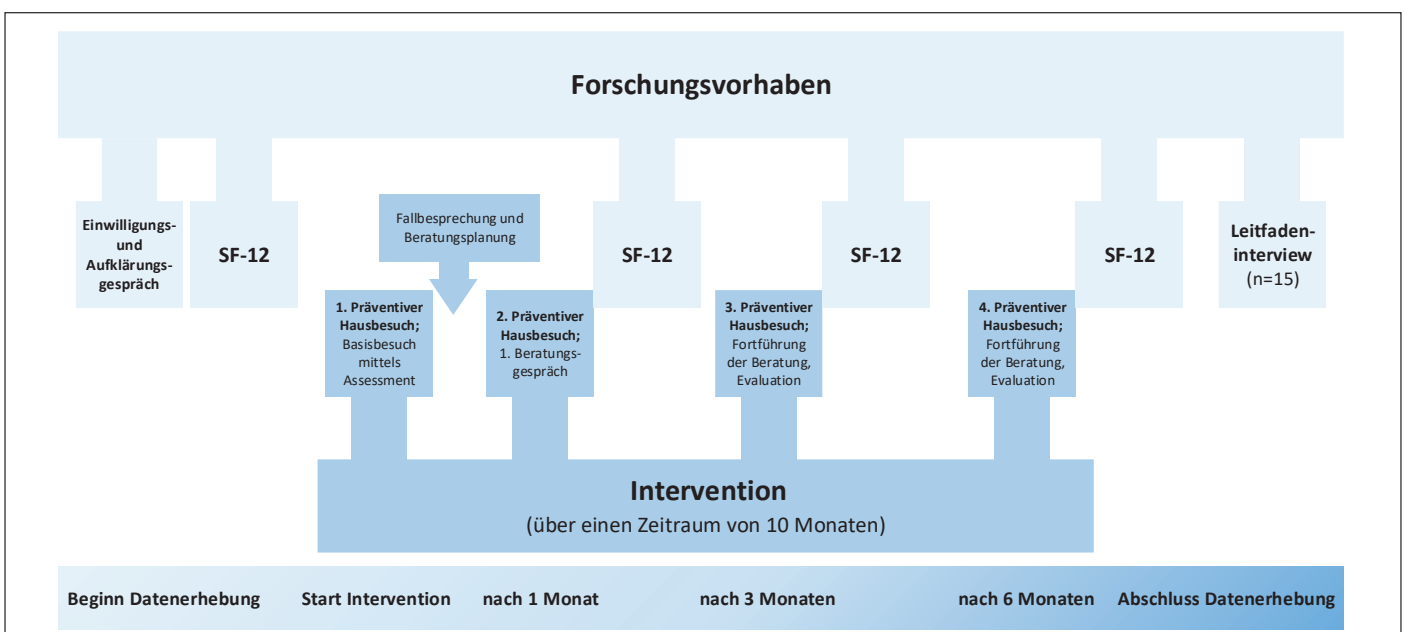 Forschungsvorhaben
Einwilligungs-
und
Aufklärungs-
gespräch
SF-12
Fallbesprechung und
Beratungsplanung
SF-12
SF-12
SF-12
Leitfaden-
interview
(n=15)
1. Präventiver
Hausbesuch;
Basisbesuch
mittels
Assessment
2. Präventiver
Hausbesuch;
1. Beratungs-
gespräch
3. Präventiver
Hausbesuch;
Fortführung
der Beratung,
Evaluation
4. Präventiver
Hausbesuch;
Fortführung
der Beratung,
Evaluation
Intervention
(über einen Zeitraum von 10 Monaten)
Beginn Datenerhebung
Start Intervention
nach 1 Monat
nach 3 Monaten
nach 6 Monaten
Abschluss Datenerhebung